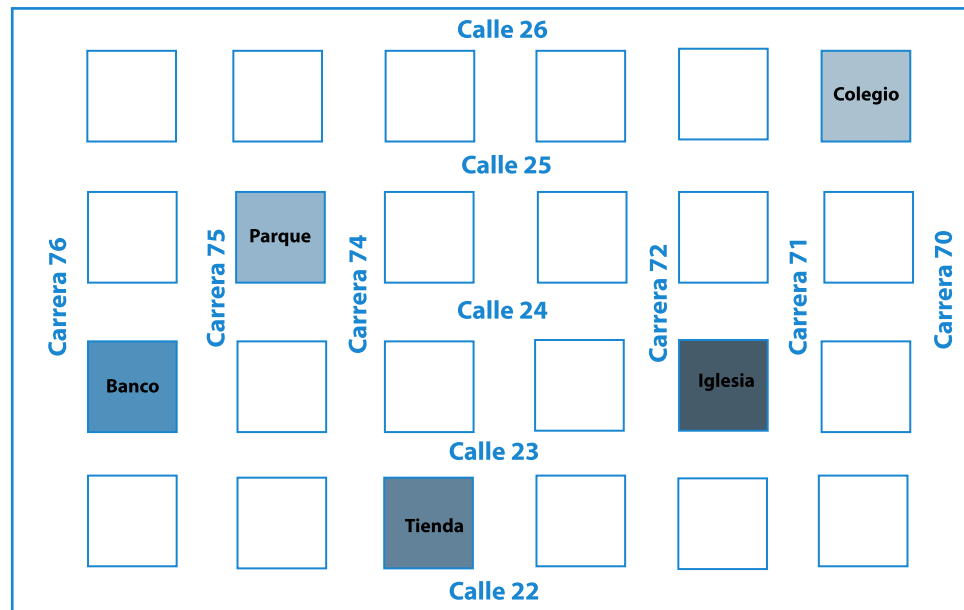 Calle 26
Colegio
Calle 25
Parque
Carrera 76
Carrera 75
Carrera 74
Carrera 72
Carrera 71
Carrera 70
Calle 24
Banco
Iglesia
Calle 23
Tienda
Calle 22